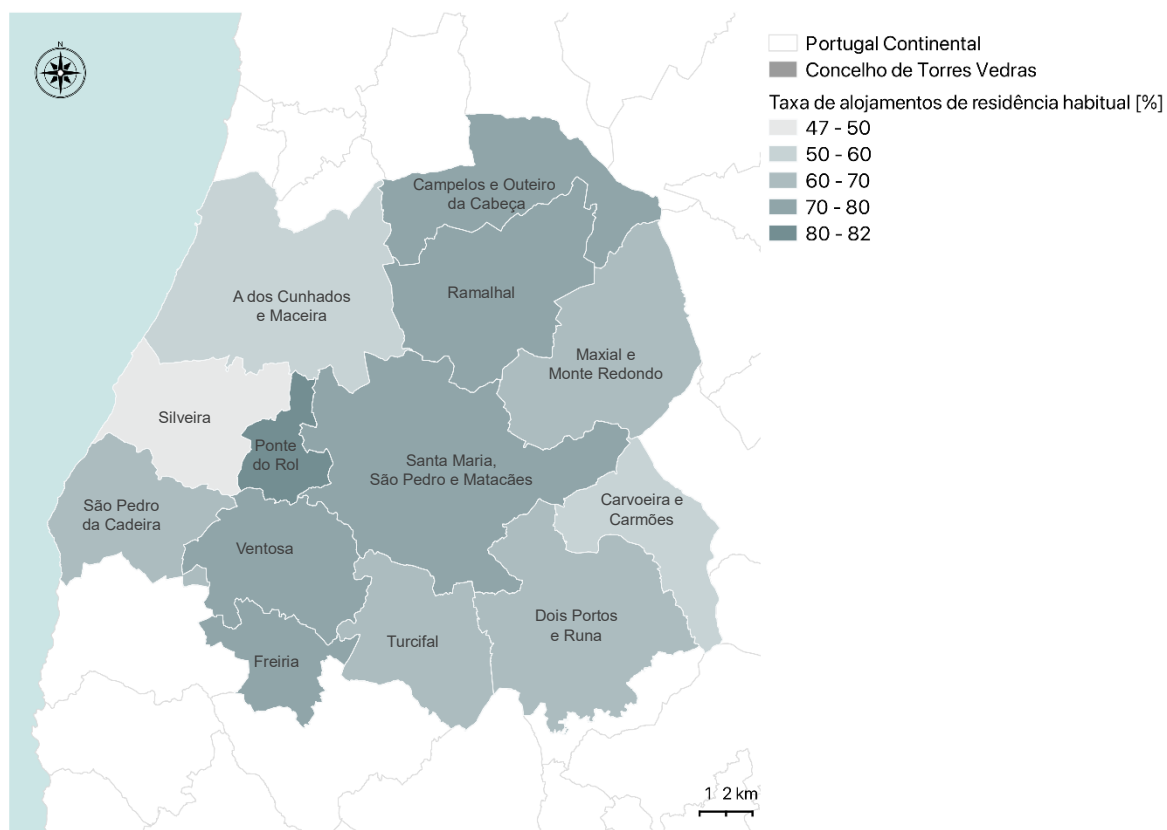 N
Portugal Continental
Concelho de Torres Vedras
Taxa de alojamentos de residência habitual [%]
47 - 50
50 - 60
60 - 70
70 - 80
80 - 82
Campelos e Outeiro
da Cabeça
Ramalhal
A dos Cunhados
e Maceira
Maxial e
Monte Redondo
Silveira
Ponte
do Rol
Santa Maria,
São Pedro e Matacães
São Pedro
da Cadeira
Carvoeira e
Carmões
Ventosa
Dois Portos
e Runa
Turcifal
Freiria
1 2 km